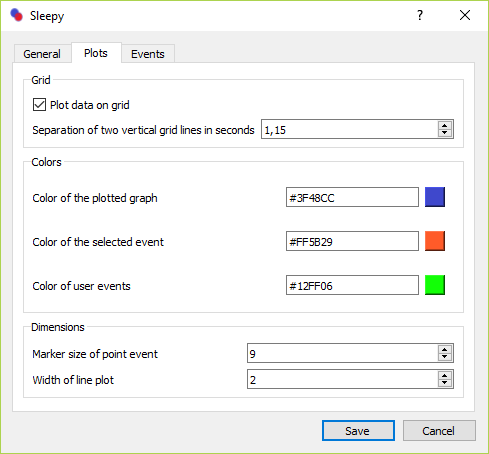 Sleepy ?
General Plots Events
Grid
Plot data on grid
Separation of two vertical grid lines in seconds 1,15
Colors
Color of the plotted graph #3F48CC
Color of the selected event #FF5B29
Color of user events #12FF06
Dimensions
Marker size of point event 9
Width of line plot 2
Save Cancel